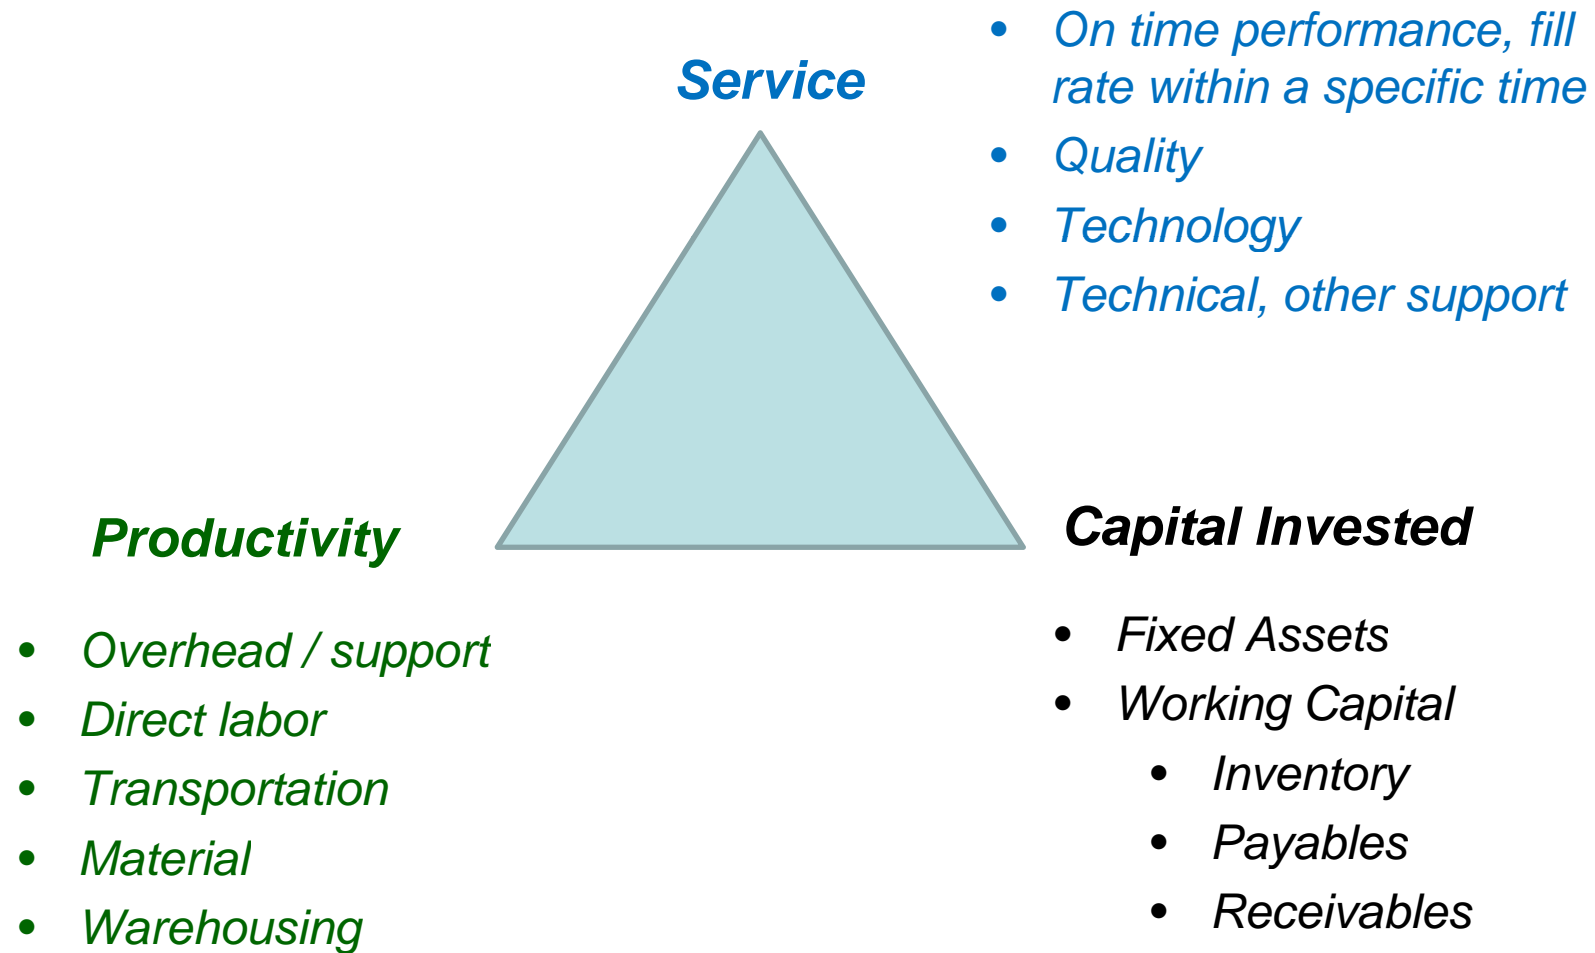 Service
• On time performance, fill
rate within a specific time
• Quality
• Technology
• Technical, other support
Productivity
• Overhead / support
• Direct labor
• Transportation
• Material
• Warehousing
Capital Invested
• Fixed Assets
• Working Capital
• Inventory
• Payables
• Receivables